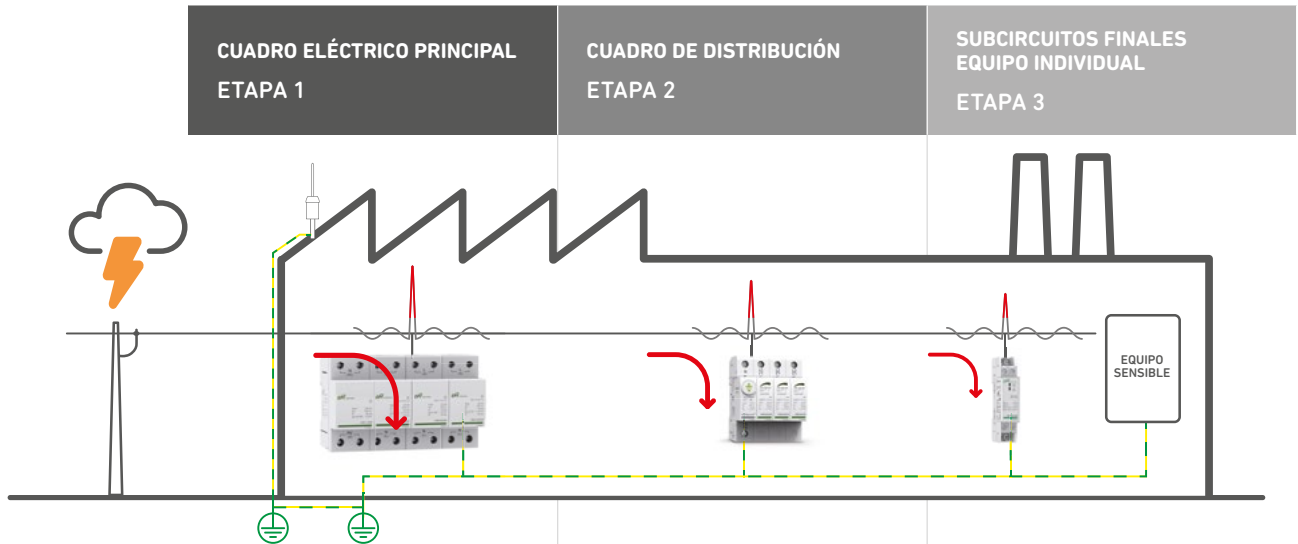 CUADRO ELÉCTRICO PRINCIPAL
ETAPA 1
CUADRO DE DISTRIBUCIÓN
ETAPA 2
SUBCIRCUITOS FINALES
EQUIPO INDIVIDUAL
ETAPA 3
EQUIPO
SENSIBLE